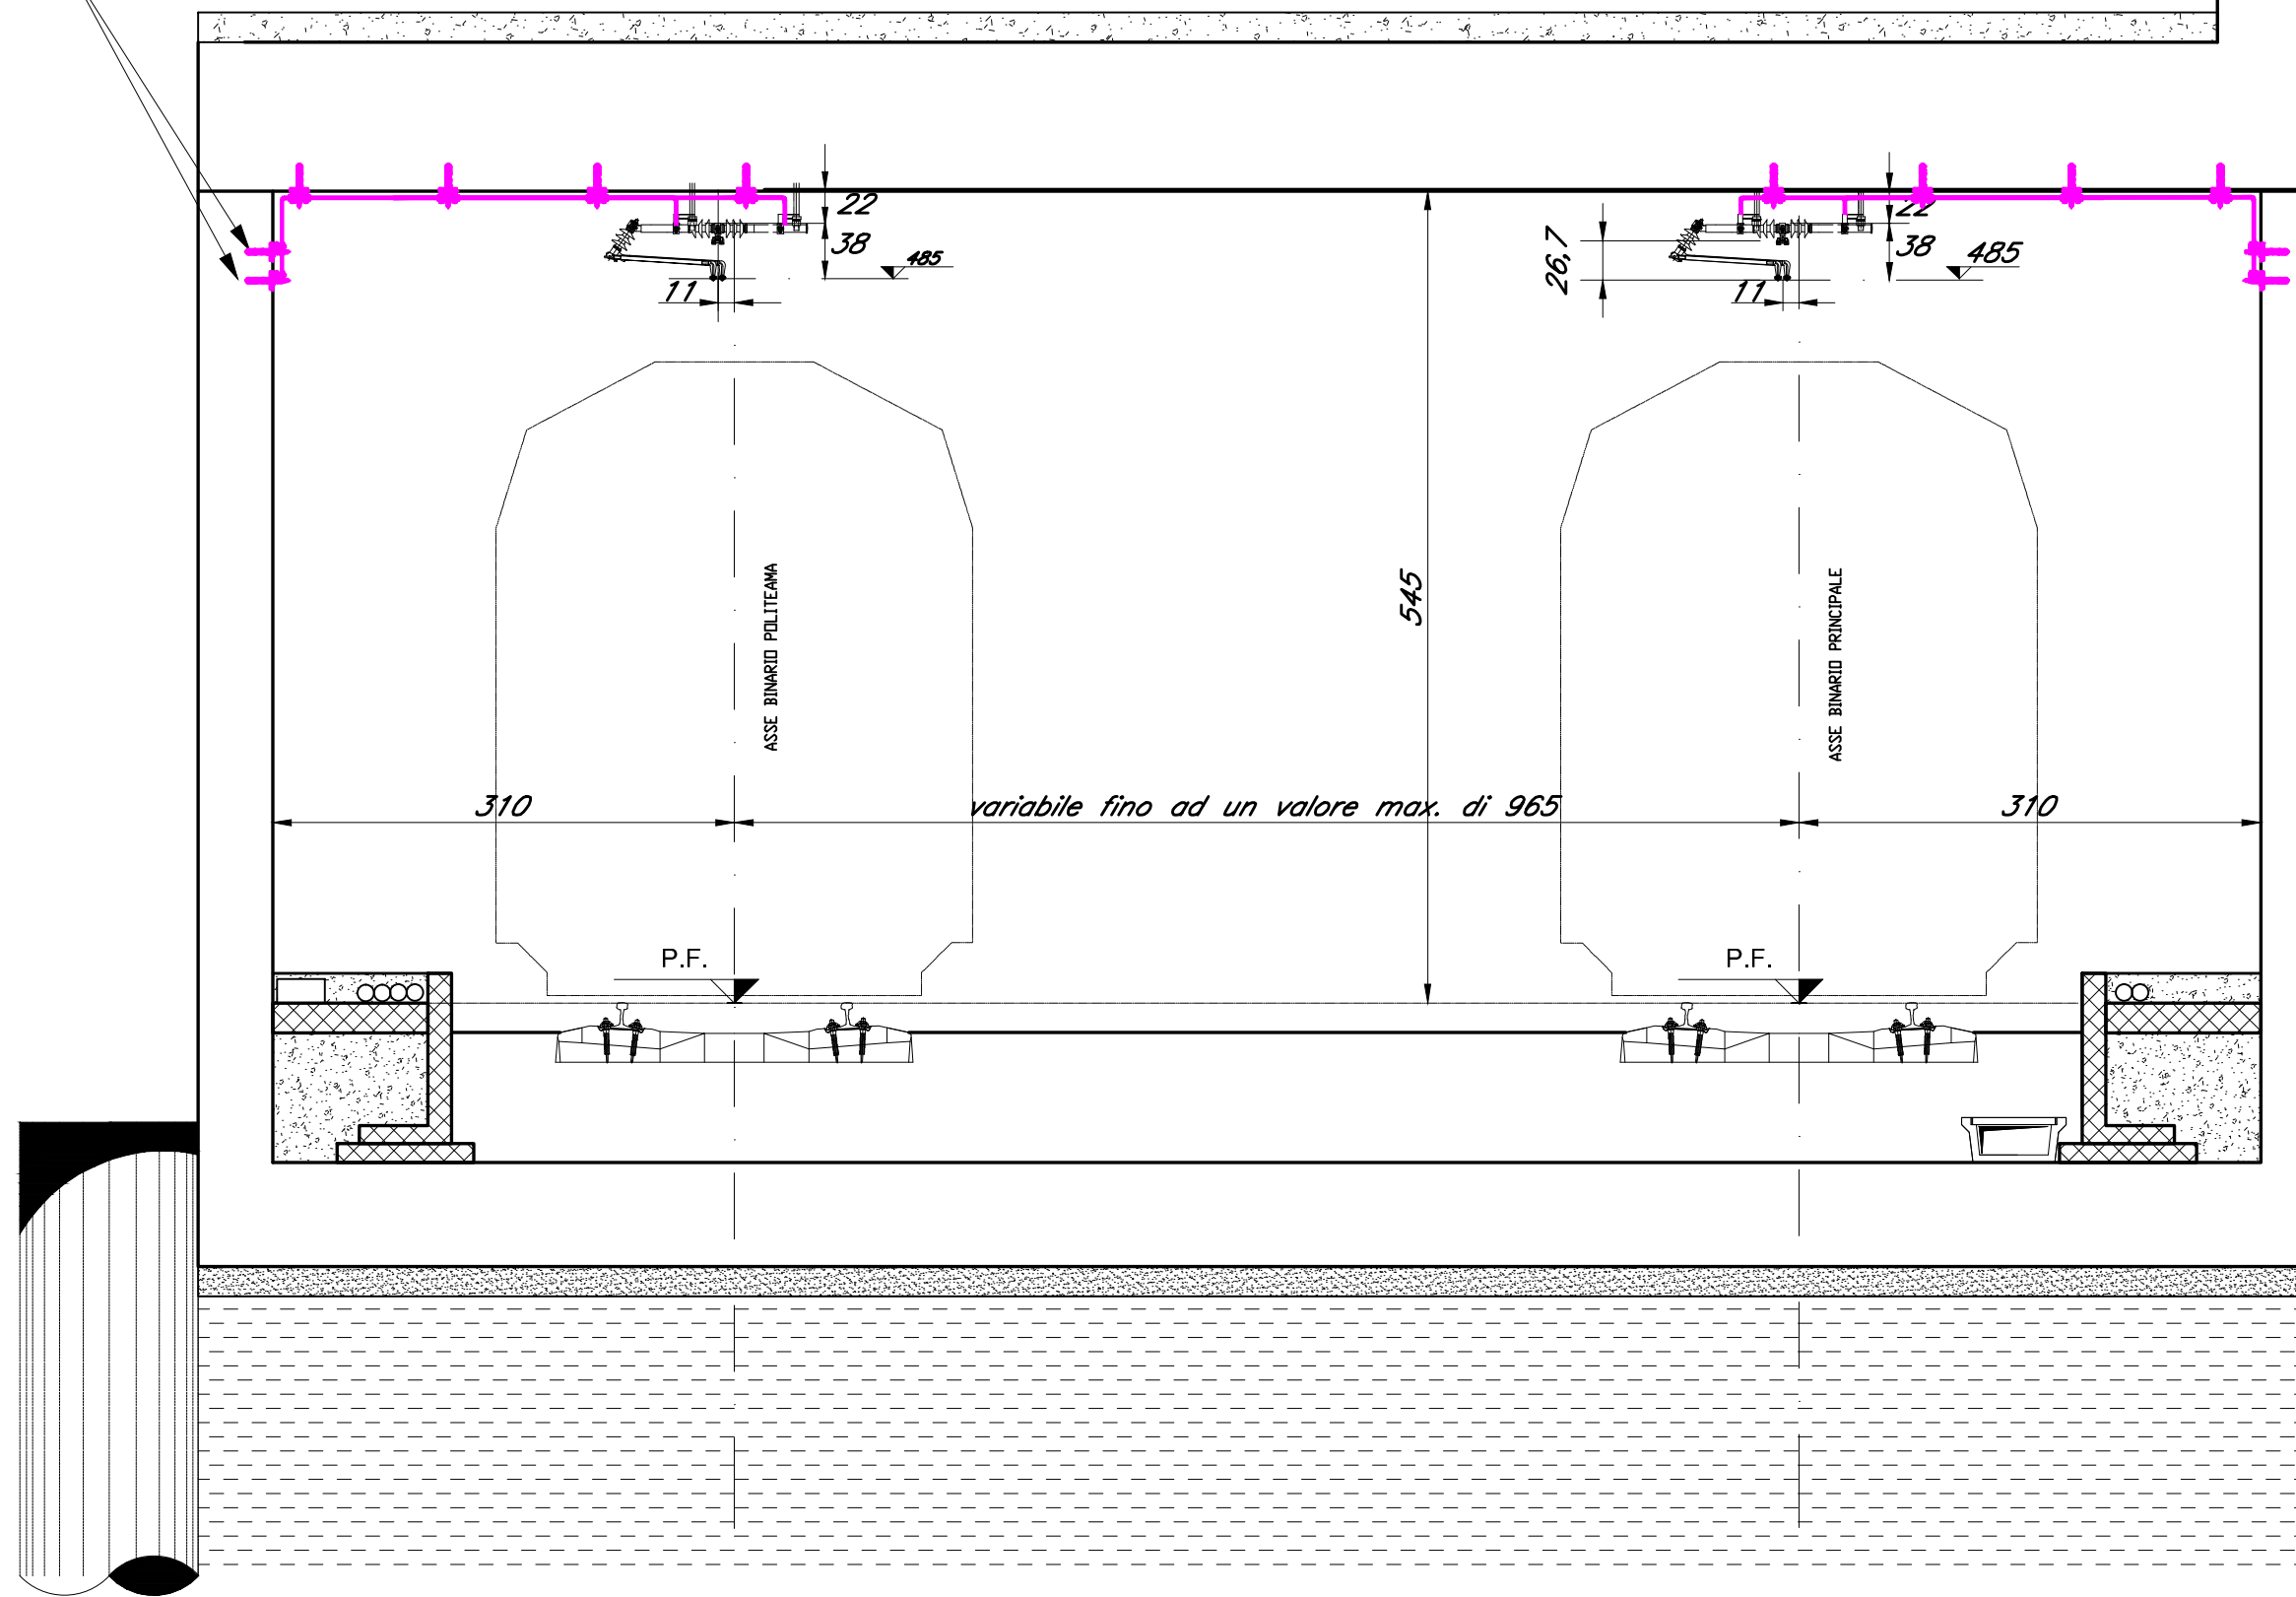 22
22
38
485
26,7
38
485
11
11
545
ASSE BINARIO POLITEAMA
ASSE BINARIO PRINCIPALE
310
variabile fino ad un valore max. di 965
310
P.F.
P.F.